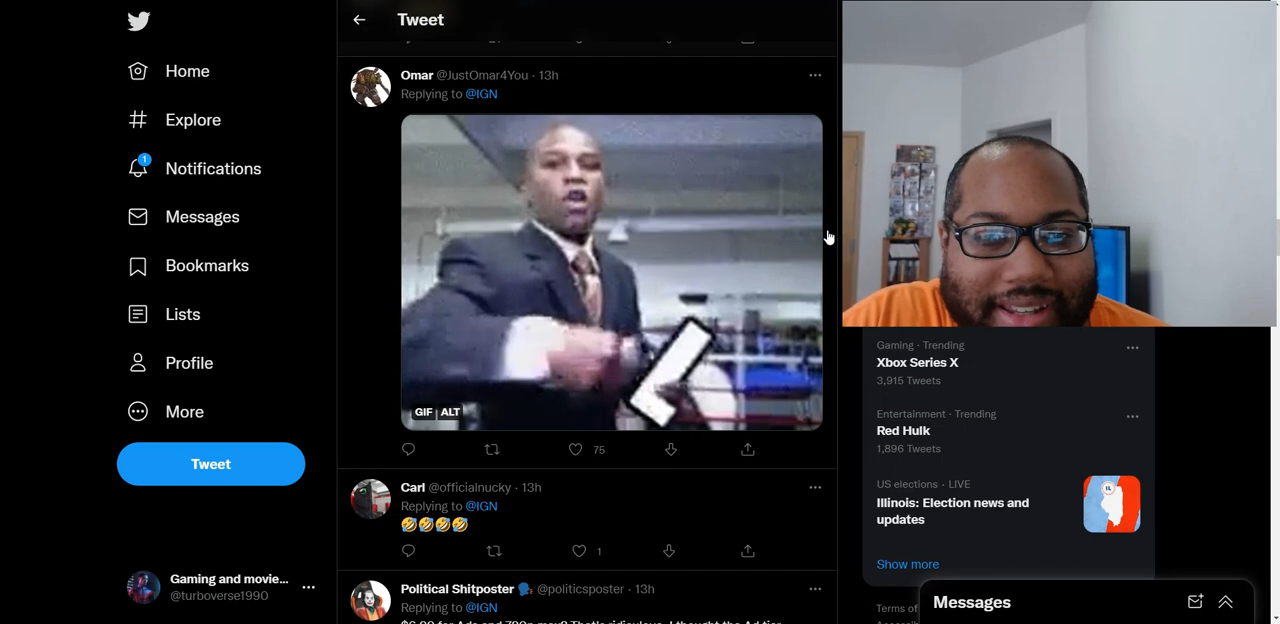 Tweet
Home
Explore
1
Notifications
Messages
Bookmarks
Lists
Profile
More
Tweet
Gaming and movie...
@turboverse1990
Omar @JustOmar4You · 13h
Replying to @IGN
L
GIF | ALT
75
Carl @officialnucky · 13h
Replying to @IGN
🤣🤣🤣🤣
1
Political Shitposter 🗣 @politicsposter · 13h
Replying to @IGN
Gaming · Trending
Xbox Series X
3,915 Tweets
Entertainment · Trending
Red Hulk
1,896 Tweets
US elections · LIVE
Illinois: Election news and
updates
IL
Show more
Terms of
Messages